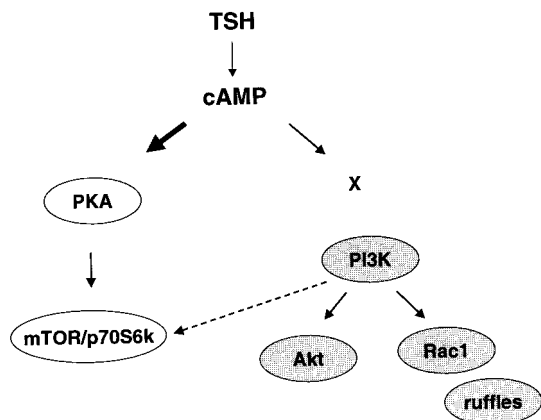 TSH
cAMP
X
PKA
PI3K
mTOR/p70S6k
Akt
Rac1
ruffles